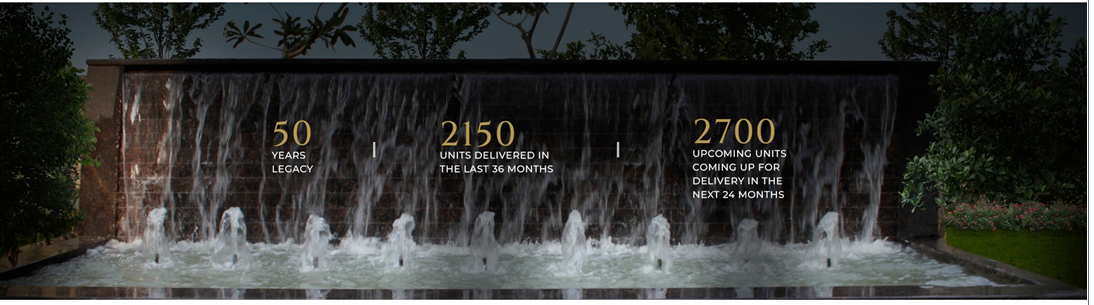 50
YEARS
LEGACY
2150
UNITS DELIVERED IN
THE LAST 36 MONTHS
2700
UPCOMING UNITS
COMING UP FOR
DELIVERY IN THE
NEXT 24 MONTHS